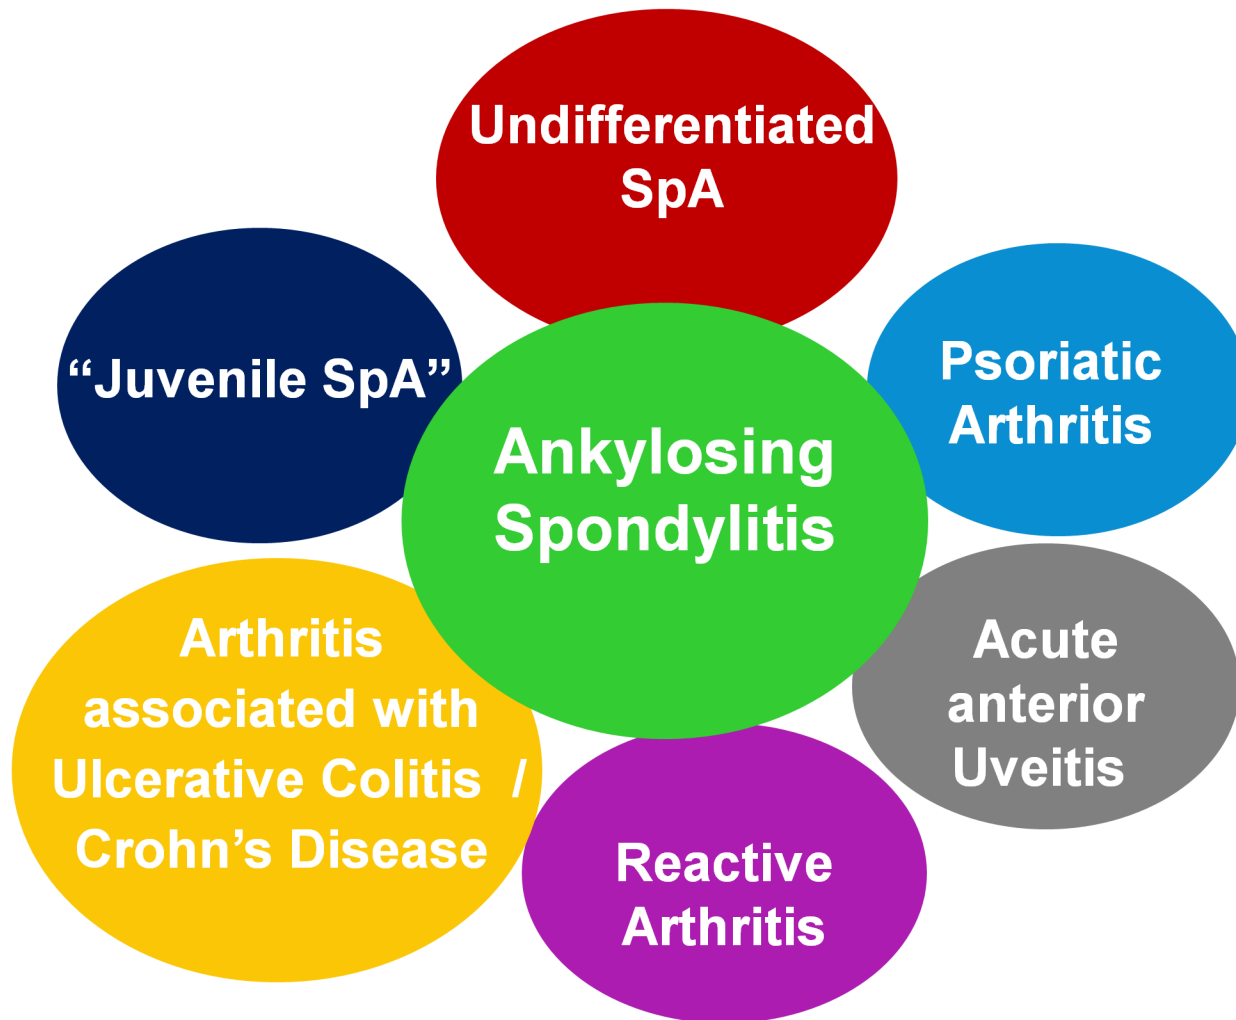 Undifferentiated
SpA
“Juvenile SpA”
Psoriatic
Arthritis
Ankylosing
Spondylitis
Arthritis
associated with
Ulcerative Colitis /
Crohn’s Disease
Acute
anterior
Uveitis
Reactive
Arthritis